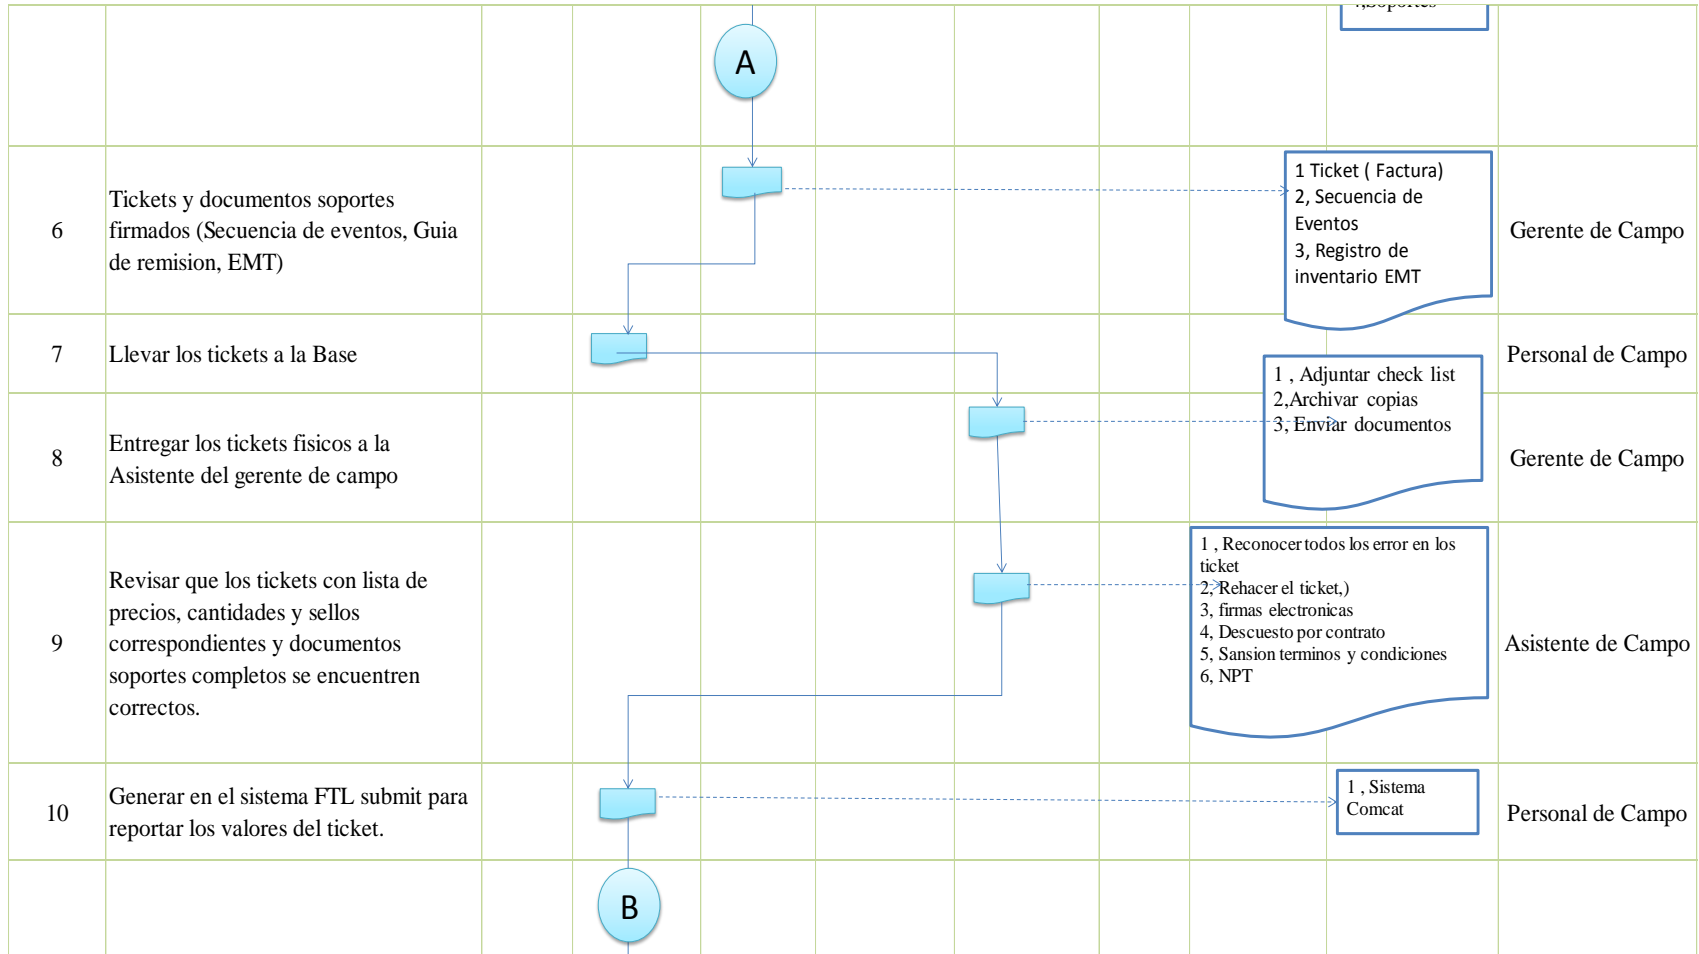 A
6
Tickets y documentos soportes
firmados (Secuencia de eventos, Guia
de remision, EMT)
1 Ticket ( Factura)
2, Secuencia de
Eventos
3, Registro de
inventario EMT
Gerente de Campo
7
Llevar los tickets a la Base
Personal de Campo
8
Entregar los tickets fisicos a la
Asistente del gerente de campo
1 , Adjuntar check list
2,Archivar copias
3, Enviar documentos
Gerente de Campo
9
Revisar que los tickets con lista de
precios, cantidades y sellos
correspondientes y documentos
soportes completos se encuentren
correctos.
1 , Reconocer todos los error en los
ticket
2, Rehacer el ticket,)
3, firmas electronicas
4, Descuesto por contrato
5, Sansion terminos y condiciones
6, NPT
Asistente de Campo
10
Generar en el sistema FTL submit para
reportar los valores del ticket.
1 , Sistema
Comcat
Personal de Campo
B